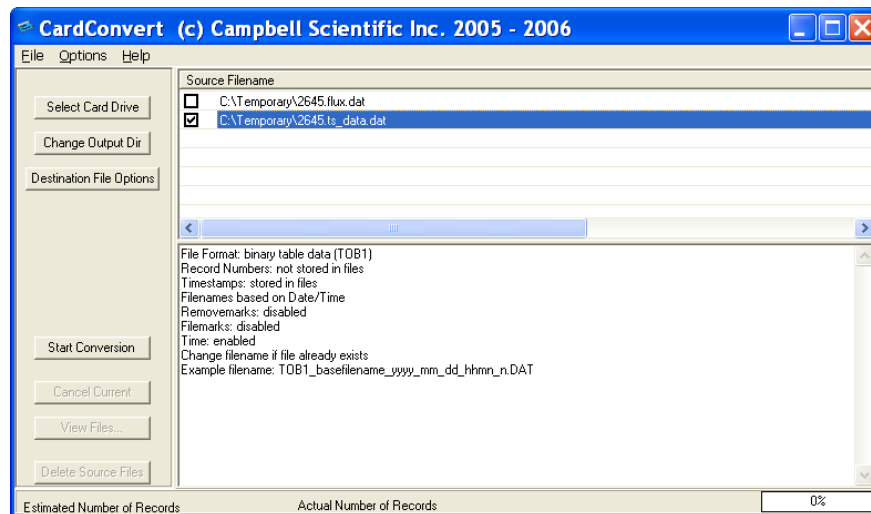 CardConvert (c) Campbell Scientific Inc. 2005 - 2006
File Options Help
Source Filename
Select Card Drive
C:\Temporary\2645.flux.dat
C:\Temporary\2645.ts_data.dat
Change Output Dir
Destination File Options
File Format: binary table data (TOB1)
Record Numbers: not stored in files
Timestamps: stored in files
Filenames based on Date/Time
Removemarks: disabled
Filemarks: disabled
Time: enabled
Change filename if file already exists
Example filename: TOB1_basefilename_yyyy_mm_dd_hhmn_n.DAT
Start Conversion
Cancel Current
View Files...
Delete Source Files
Estimated Number of Records
Actual Number of Records
0%